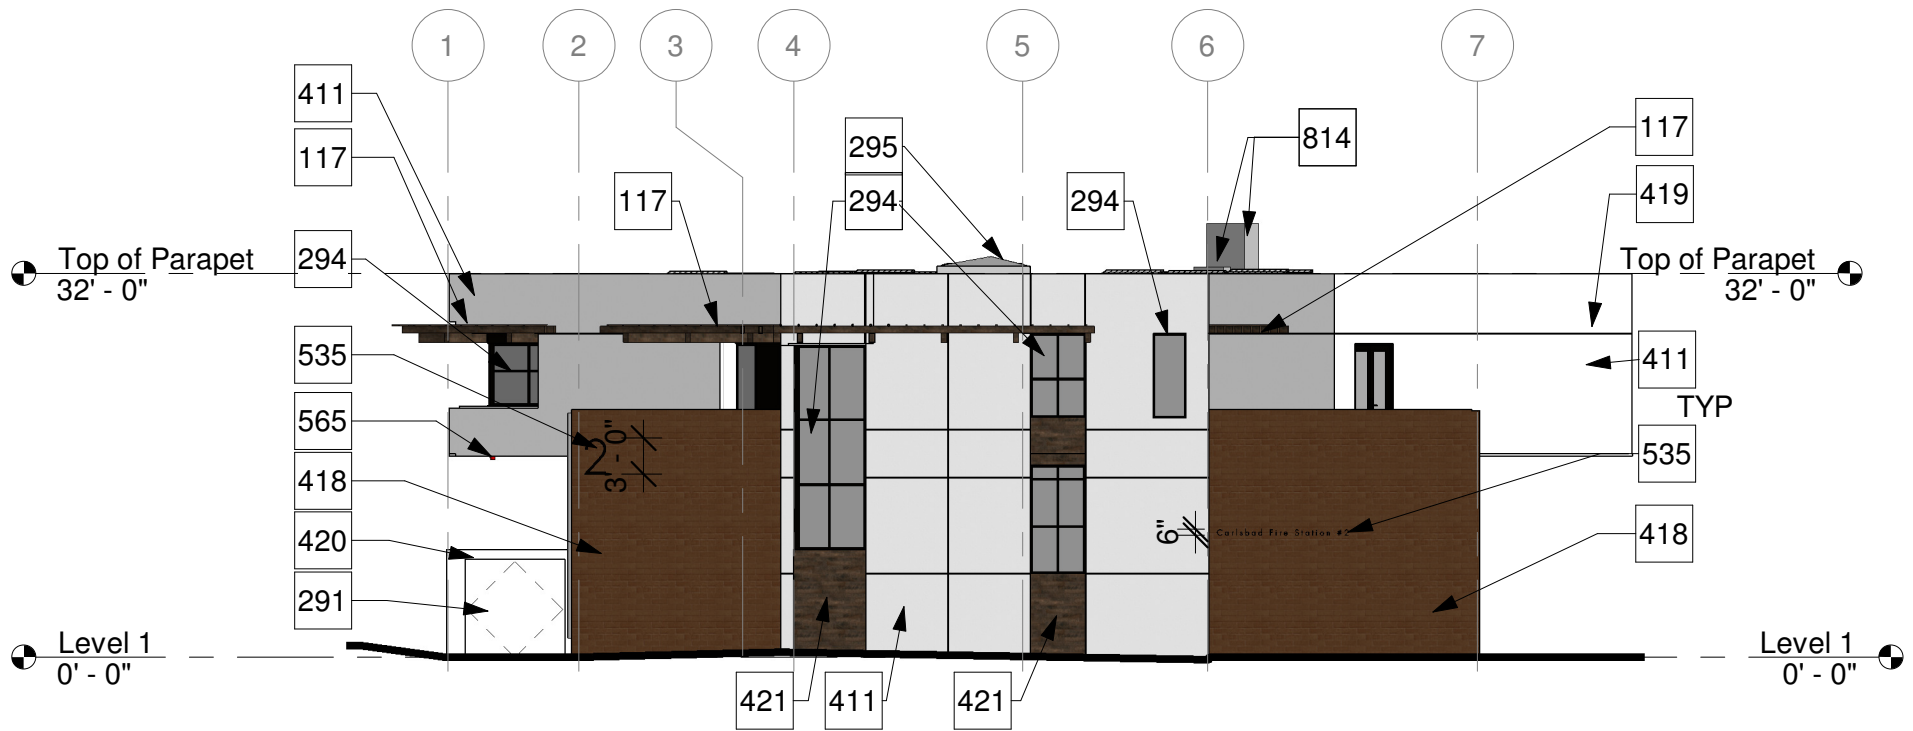 1
2
3
4
5
6
7
411
117
294
535
565
418
420
291
117
295
294
294
814
117
419
411
TYP
535
418
Top of Parapet
32' - 0"
Top of Parapet
32' - 0"
2
3' - 0"
6"
Carlsbad Fire Station #2
Level 1
0' - 0"
Level 1
0' - 0"
421
411
421